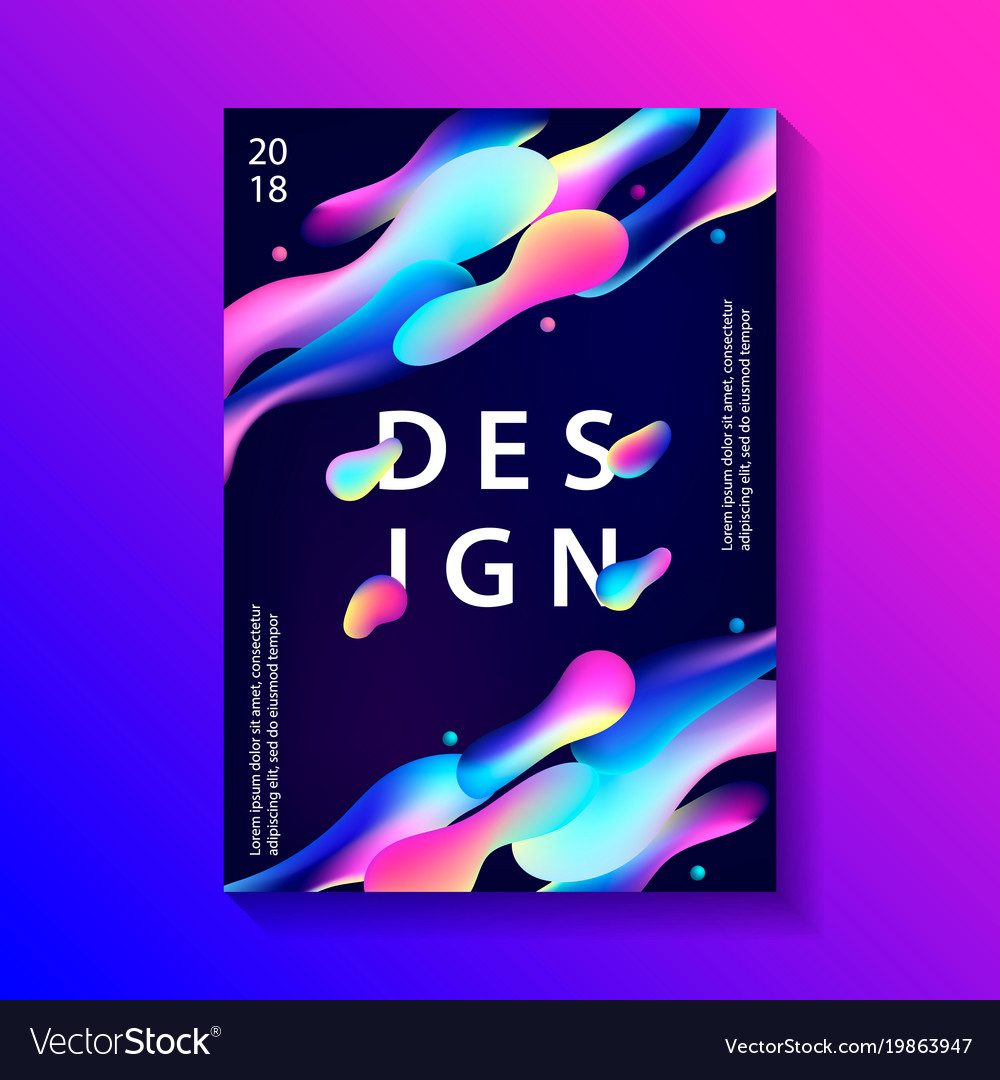 20
18
DES
IGN
Lorem ipsum dolor sit amet, consectetur
adipiscing elit, sed do eiusmod tempor
Lorem ipsum dolor sit amet, consectetur
adipiscing elit, sed do eiusmod tempor
VectorStock®
VectorStock.com/19863947